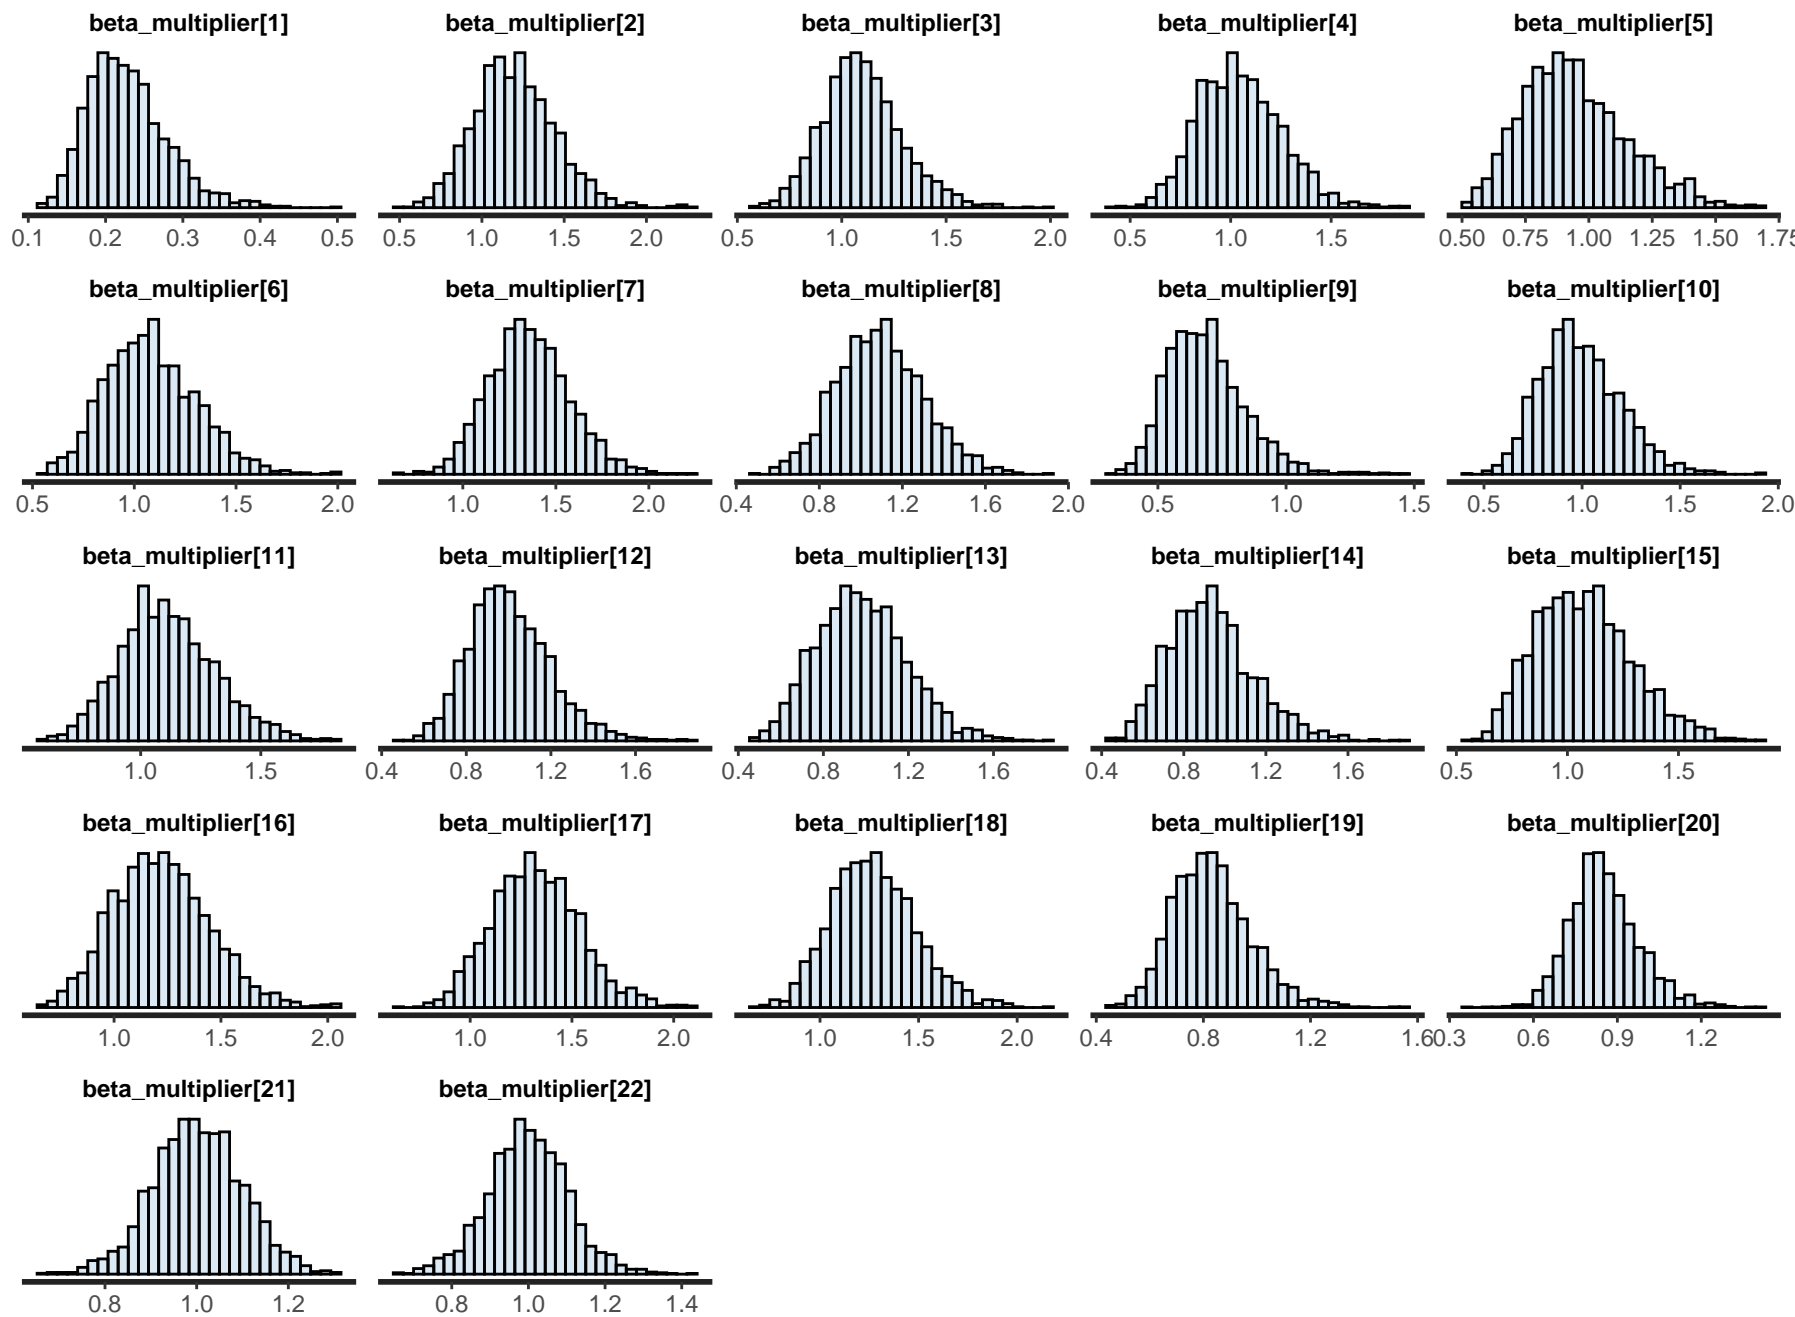 beta_multiplier[1] beta_multiplier[2] beta_multiplier[3] beta_multiplier[4] beta_multiplier[5]
0.1 0.2 0.3 0.4 0.5 0.5 1.0 1.5 2.0 0.5 1.0 1.5 2.0 0.5 1.0 1.5 0.50 0.75 1.00 1.25 1.50 1.75
beta_multiplier[6] beta_multiplier[7] beta_multiplier[8] beta_multiplier[9] beta_multiplier[10]
0.5 1.0 1.5 2.0 1.0 1.5 2.0 0.4 0.8 1.2 1.6 2.0 0.5 1.0 1.5 0.5 1.0 1.5 2.0
beta_multiplier[11] beta_multiplier[12] beta_multiplier[13] beta_multiplier[14] beta_multiplier[15]
1.0 1.5 0.4 0.8 1.2 1.6 0.4 0.8 1.2 1.6 0.4 0.8 1.2 1.6 0.5 1.0 1.5
beta_multiplier[16] beta_multiplier[17] beta_multiplier[18] beta_multiplier[19] beta_multiplier[20]
1.0 1.5 2.0 1.0 1.5 2.0 1.0 1.5 2.0 0.4 0.8 1.2 1.6 0.3 0.6 0.9 1.2
beta_multiplier[21] beta_multiplier[22]
0.8 1.0 1.2 0.8 1.0 1.2 1.4